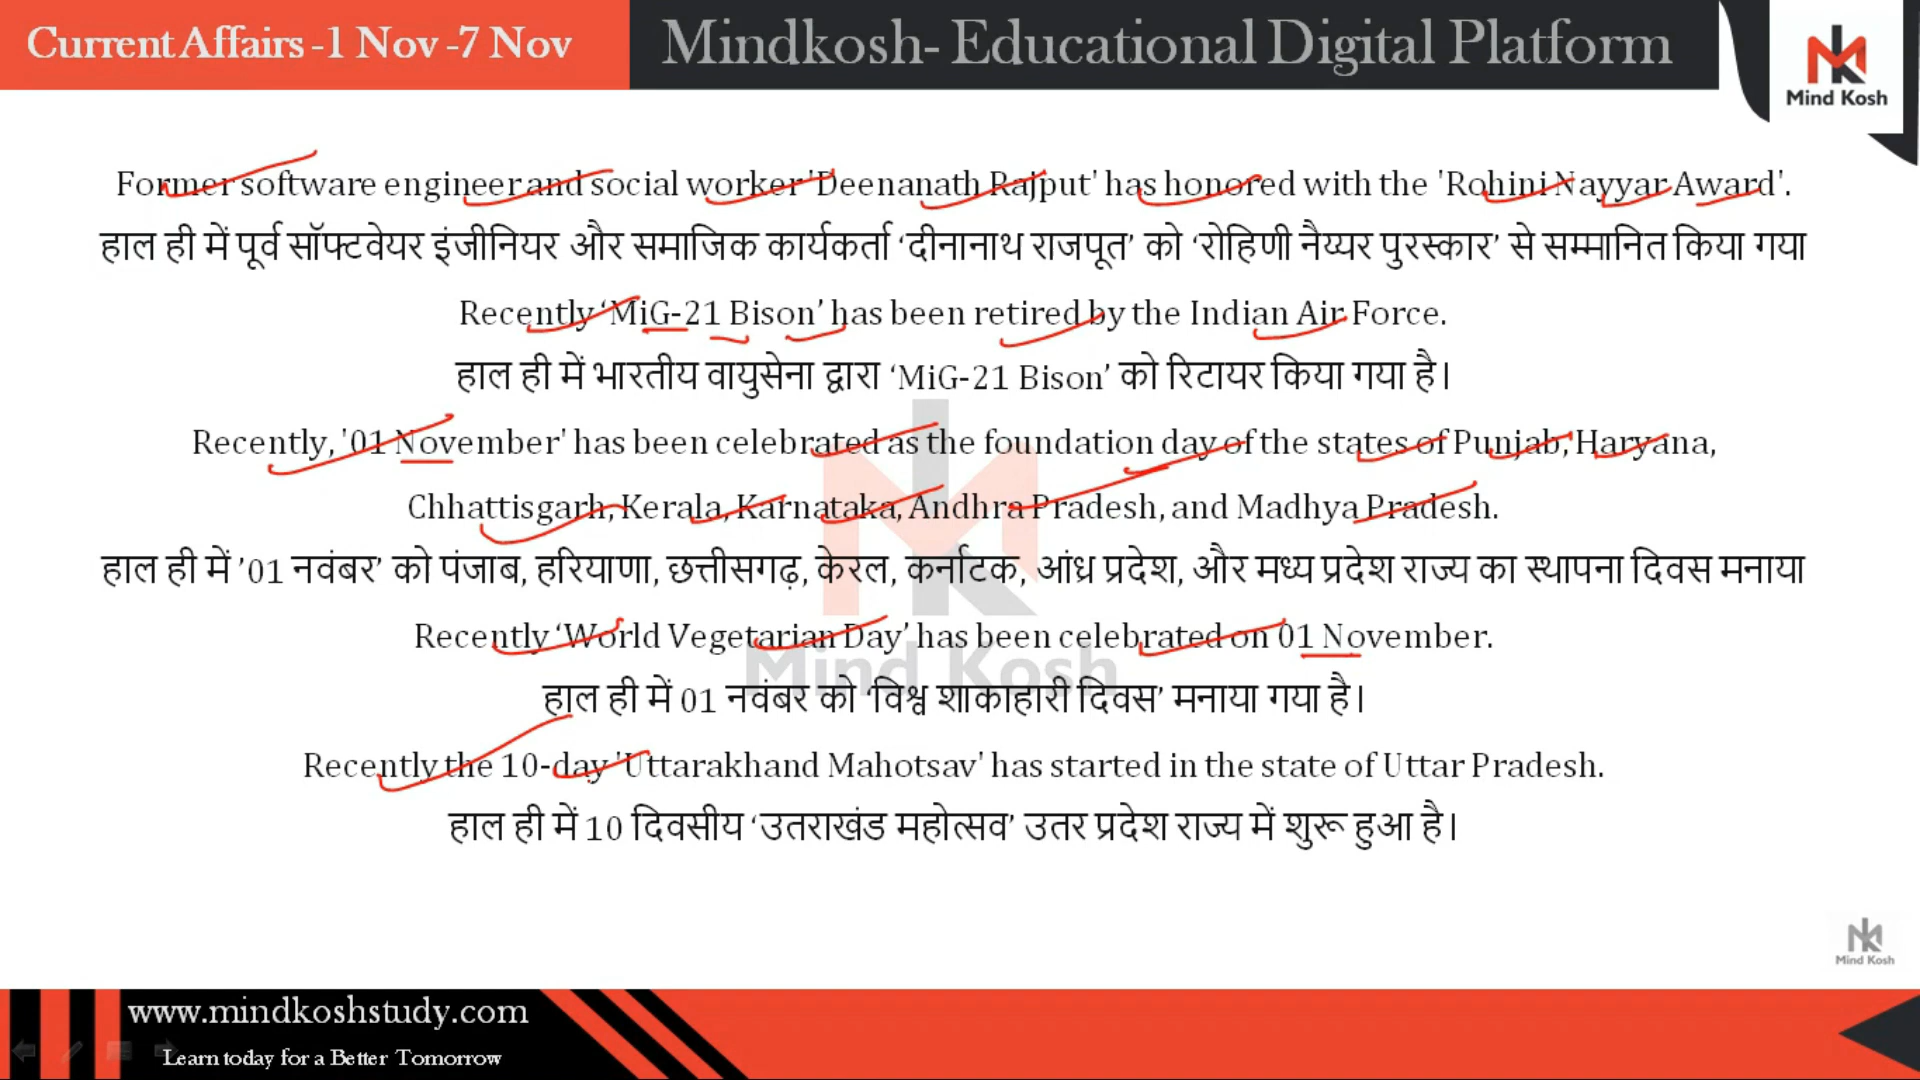 Current Affairs -1 Nov -7 Nov
Mindkosh- Educational Digital Platform
Mind Kosh
Former software engineer and social worker 'Deenanath Rajput' has honored with the 'Rohini Nayyar Award'.
हाल ही में पूर्व सॉफ्टवेयर इंजीनियर और समाजिक कार्यकर्ता ‘दीनानाथ राजपूत’ को ‘रोहिणी नैय्यर पुरस्कार’ से सम्मानित किया गया
Recently ‘MiG-21 Bison’ has been retired by the Indian Air Force.
हाल ही में भारतीय वायुसेना द्वारा ‘MiG-21 Bison’ को रिटायर किया गया है।
Recently, '01 November' has been celebrated as the foundation day of the states of Punjab, Haryana,
Chhattisgarh, Kerala, Karnataka, Andhra Pradesh, and Madhya Pradesh.
हाल ही में ’01 नवंबर’ को पंजाब, हरियाणा, छत्तीसगढ़, केरल, कर्नाटक, आंध्र प्रदेश, और मध्य प्रदेश राज्य का स्थापना दिवस मनाया
Recently ‘World Vegetarian Day’ has been celebrated on 01 November.
Mind Kosh
हाल ही में 01 नवंबर को ‘विश्व शाकाहारी दिवस’ मनाया गया है।
Recently the 10-day 'Uttarakhand Mahotsav' has started in the state of Uttar Pradesh.
हाल ही में 10 दिवसीय ‘उतराखंड महोत्सव’ उतर प्रदेश राज्य में शुरू हुआ है।
Mind Kosh
www.mindkoshstudy.com
Learn today for a Better Tomorrow